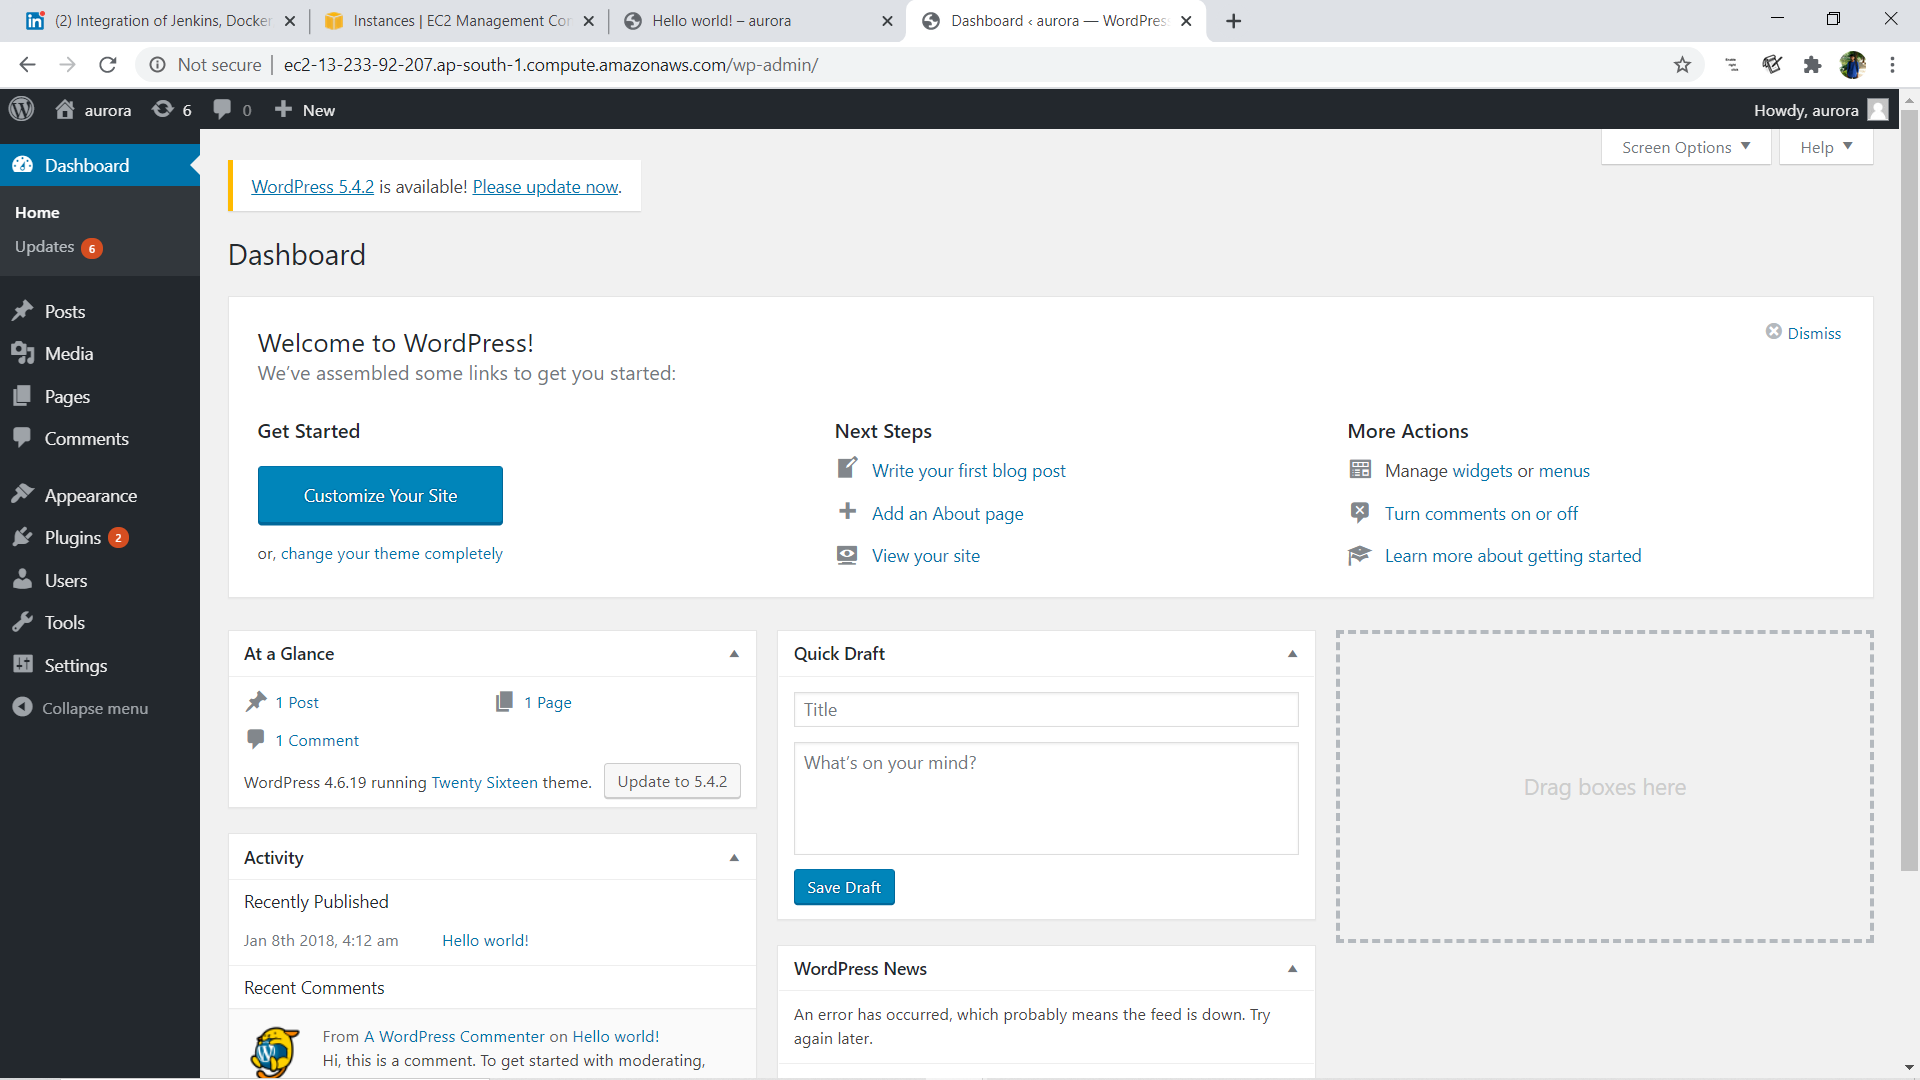 (2) Integration of Jenkins, Docker
Instances | EC2 Management Con
Hello world! – aurora
Dashboard ‹ aurora — WordPress
Not secure | ec2-13-233-92-207.ap-south-1.compute.amazonaws.com/wp-admin/
aurora
6
0
New
Howdy, aurora
Screen Options
Help
Dashboard
Home
Updates 6
Posts
Media
Pages
Comments
Appearance
Plugins 2
Users
Tools
Settings
Collapse menu
WordPress 5.4.2 is available! Please update now.
Dashboard
Welcome to WordPress!
We’ve assembled some links to get you started:
Dismiss
Get Started
Customize Your Site
or, change your theme completely
Next Steps
Write your first blog post
Add an About page
View your site
More Actions
Manage widgets or menus
Turn comments on or off
Learn more about getting started
At a Glance
1 Post
1 Page
1 Comment
WordPress 4.6.19 running Twenty Sixteen theme.
Update to 5.4.2
Activity
Recently Published
Jan 8th 2018, 4:12 am
Hello world!
Recent Comments
From A WordPress Commenter on Hello world!
Hi, this is a comment. To get started with moderating,
Quick Draft
Title
What’s on your mind?
Save Draft
WordPress News
An error has occurred, which probably means the feed is down. Try
again later.
Drag boxes here